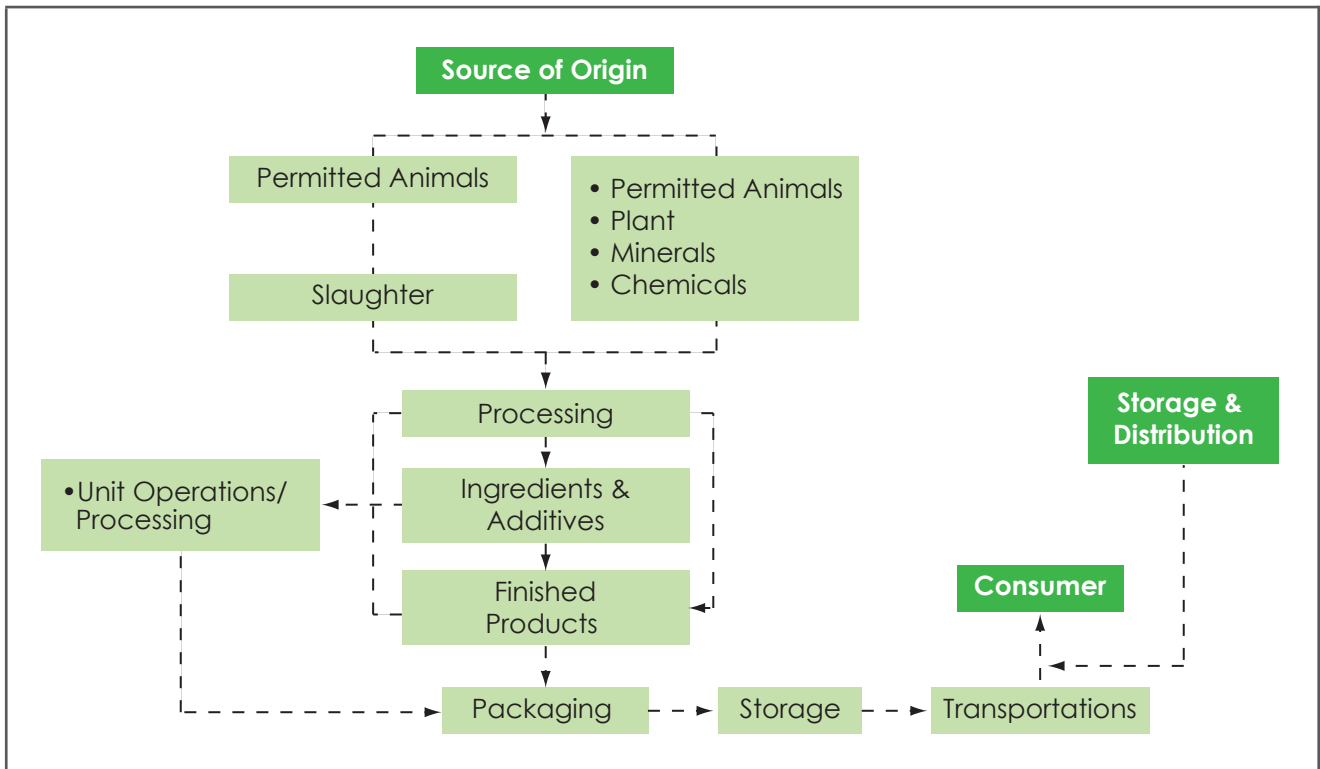 Source of Origin
Permitted Animals
Slaughter
• Permitted Animals
• Plant
• Minerals
• Chemicals
Processing
Ingredients &
Additives
Finished
Products
•Unit Operations/
Processing
Packaging
Storage
Transportations
Consumer
Storage &
Distribution